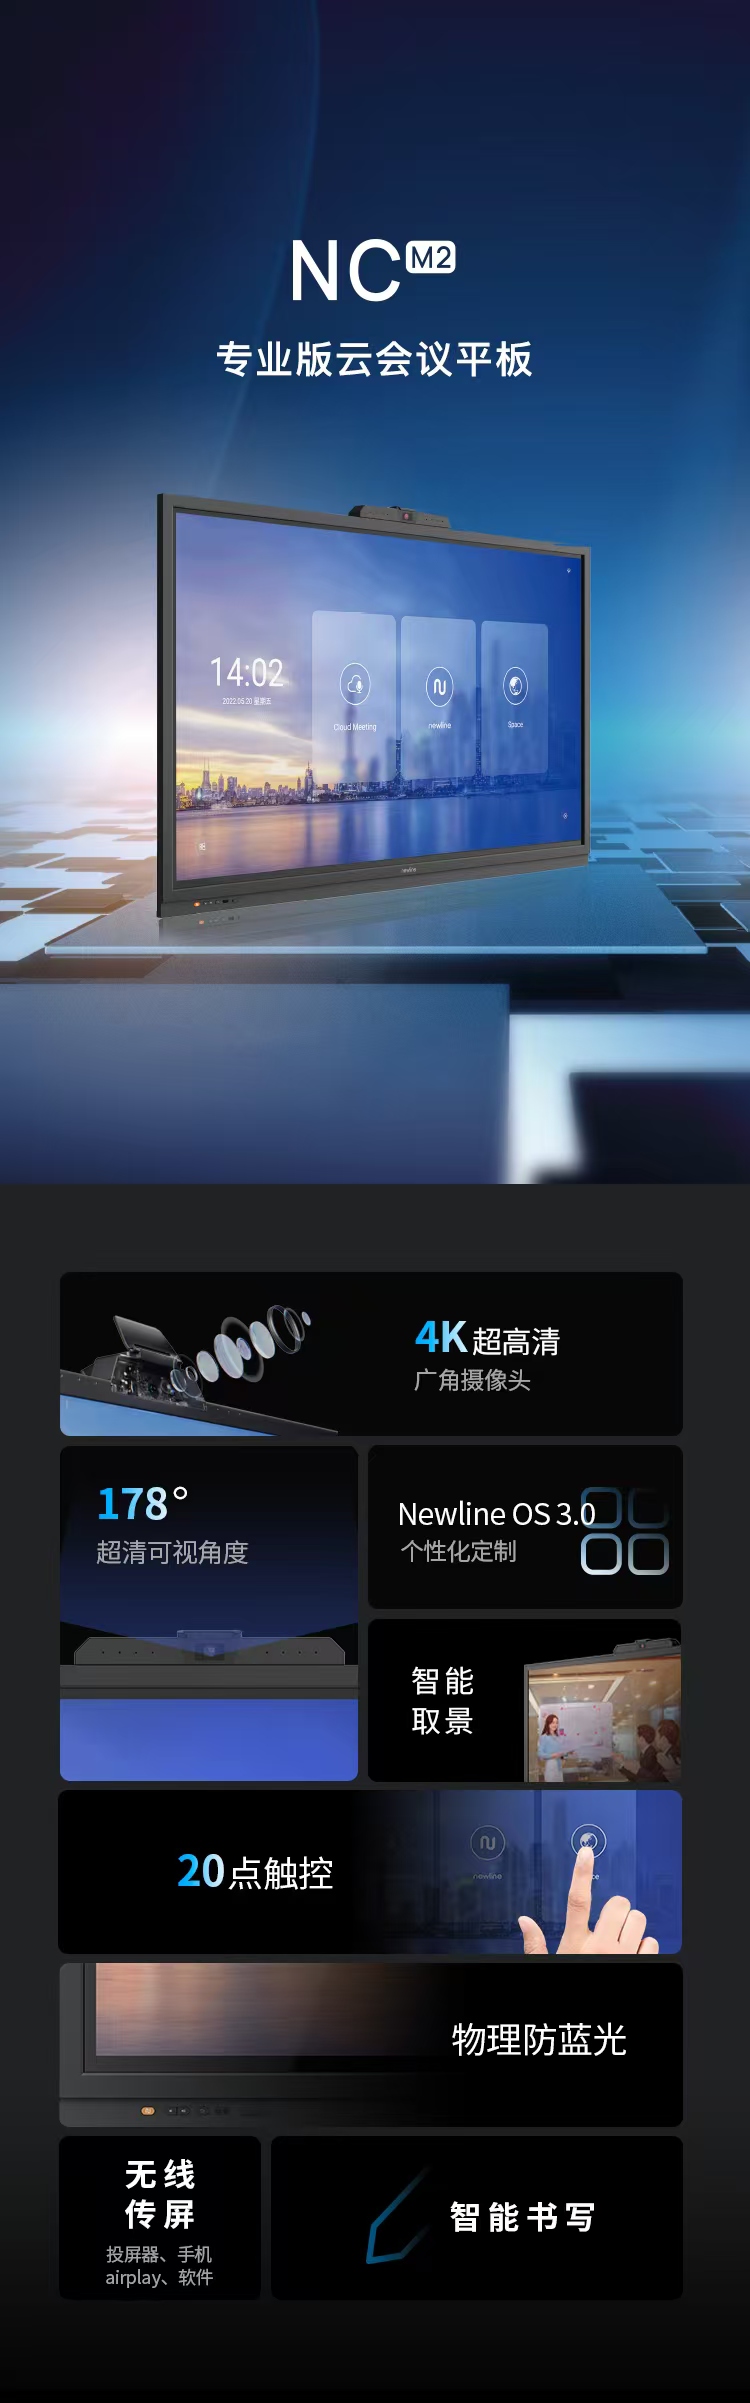 NC M2
专业版云会议平板
14:02
2022.05.20 星期五
Cloud Meeting
newline
Space
newline
4K超高清
广角摄像头
178°
超清可视角度
Newline OS 3.0
个性化定制
智能
取景
20点触控
newline
ce
物理防蓝光
无线
传屏
投屏器、手机
airplay、软件
智能书写